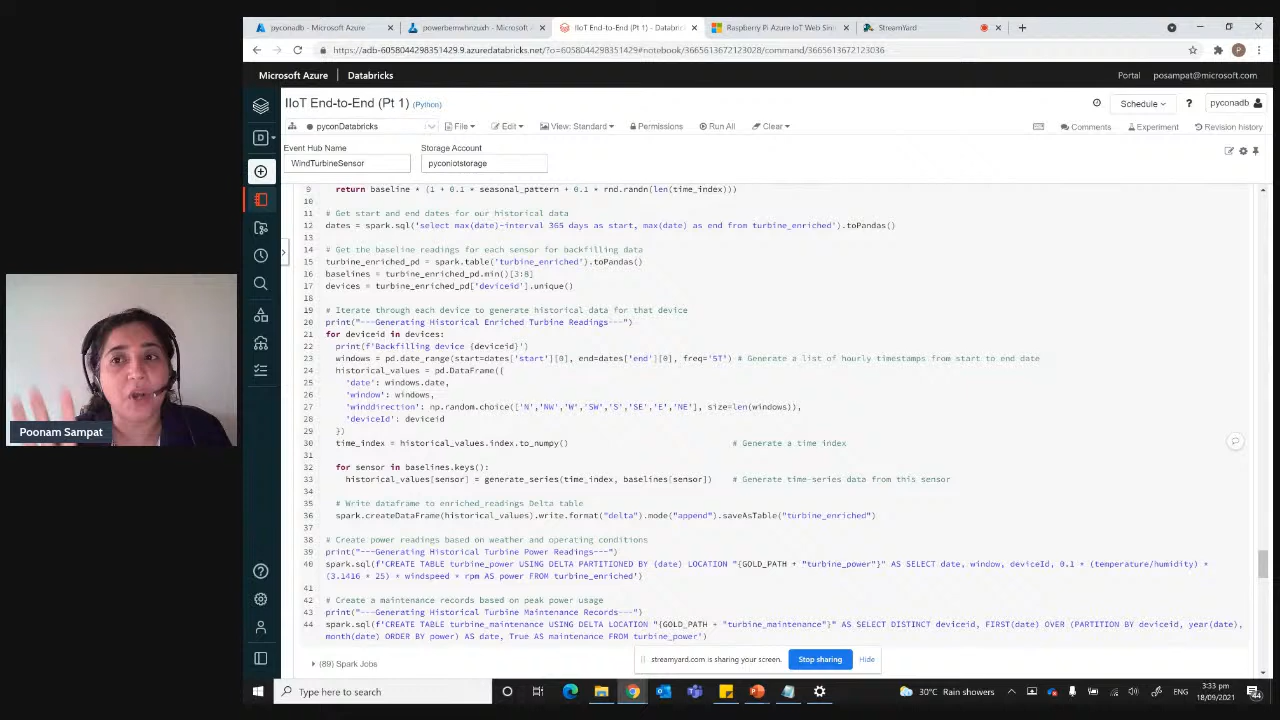 pyconadb - Microsoft Azure
powerbemwhnzuxh - Microsoft A
IIoT End-to-End (Pt 1) - Databric
Raspberry Pi Azure IoT Web Sim
StreamYard
https://adb-6058044298351429.9.azuredatabricks.net/?o=6058044298351429#notebook/3665613672123028/command/3665613672123036
Microsoft Azure
Databricks
Portal
posampat@microsoft.com
IIoT End-to-End (Pt 1) (Python)
Schedule
?
pyconadb
pyconDatabricks
File
Edit
View: Standard
Permissions
Run All
Clear
Comments
Experiment
Revision history
Event Hub Name
Storage Account
WindTurbineSensor
pyconiotstorage
9 return baseline * (1 + 0.1 * seasonal_pattern + 0.1 * rnd.randn(len(time_index)))
10
11 # Get start and end dates for our historical data
12 dates = spark.sql('select max(date)-interval 365 days as start, max(date) as end from turbine_enriched').toPandas()
13
14 # Get the baseline readings for each sensor for backfilling data
15 turbine_enriched_pd = spark.table('turbine_enriched').toPandas()
16 baselines = turbine_enriched_pd.min()[3:8]
17 devices = turbine_enriched_pd['deviceid'].unique()
18
19 # Iterate through each device to generate historical data for that device
20 print("---Generating Historical Enriched Turbine Readings---")
21 for deviceid in devices:
22 print(f'Backfilling device {deviceid}')
23 windows = pd.date_range(start=dates['start'][0], end=dates['end'][0], freq='5T') # Generate a list of hourly timestamps from start to end date
24 historical_values = pd.DataFrame({
25 'date': windows.date,
26 'window': windows,
27 'winddirection': np.random.choice(['N','NW','W','SW','S','SE','E','NE'], size=len(windows)),
28 'deviceId': deviceid
29 })
30 time_index = historical_values.index.to_numpy() # Generate a time index
31
32 for sensor in baselines.keys():
33 historical_values[sensor] = generate_series(time_index, baselines[sensor]) # Generate time-series data from this sensor
34
35 # Write dataframe to enriched_readings Delta table
36 spark.createDataFrame(historical_values).write.format("delta").mode("append").saveAsTable("turbine_enriched")
37
38 # Create power readings based on weather and operating conditions
39 print("---Generating Historical Turbine Power Readings---")
40 spark.sql(f'CREATE TABLE turbine_power USING DELTA PARTITIONED BY (date) LOCATION "{GOLD_PATH + "turbine_power"}" AS SELECT date, window, deviceId, 0.1 * (temperature/humidity) *
(3.1416 * 25) * windspeed * rpm AS power FROM turbine_enriched')
41
42 # Create a maintenance records based on peak power usage
43 print("---Generating Historical Turbine Maintenance Records---")
44 spark.sql(f'CREATE TABLE turbine_maintenance USING DELTA LOCATION "{GOLD_PATH + "turbine_maintenance"}" AS SELECT DISTINCT deviceid, FIRST(date) OVER (PARTITION BY deviceid, year(date),
month(date) ORDER BY power) AS date, True AS maintenance FROM turbine_power')
(89) Spark Jobs
Poonam Sampat
streamyard.com is sharing your screen.
Stop sharing
Hide
Type here to search
30°C Rain showers
ENG
3:33 pm
18/09/2021
44